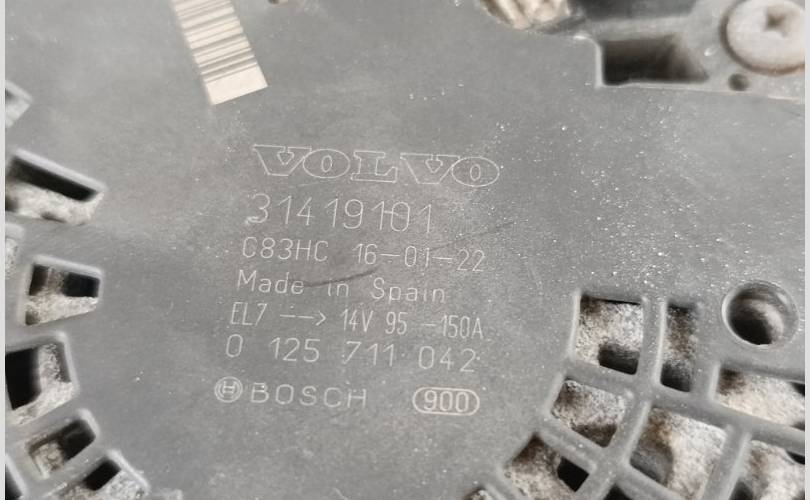 VOLVO
31419101
C83HC 16-01-22
Made in Spain
EL7 --> 14V 95 -150A
0 125 711 042
BOSCH 900